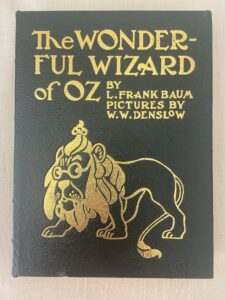 The WONDER-
FUL WIZARD
of OZ BY
L. FRANK BAUM
PICTURES BY
W.W. DENSLOW